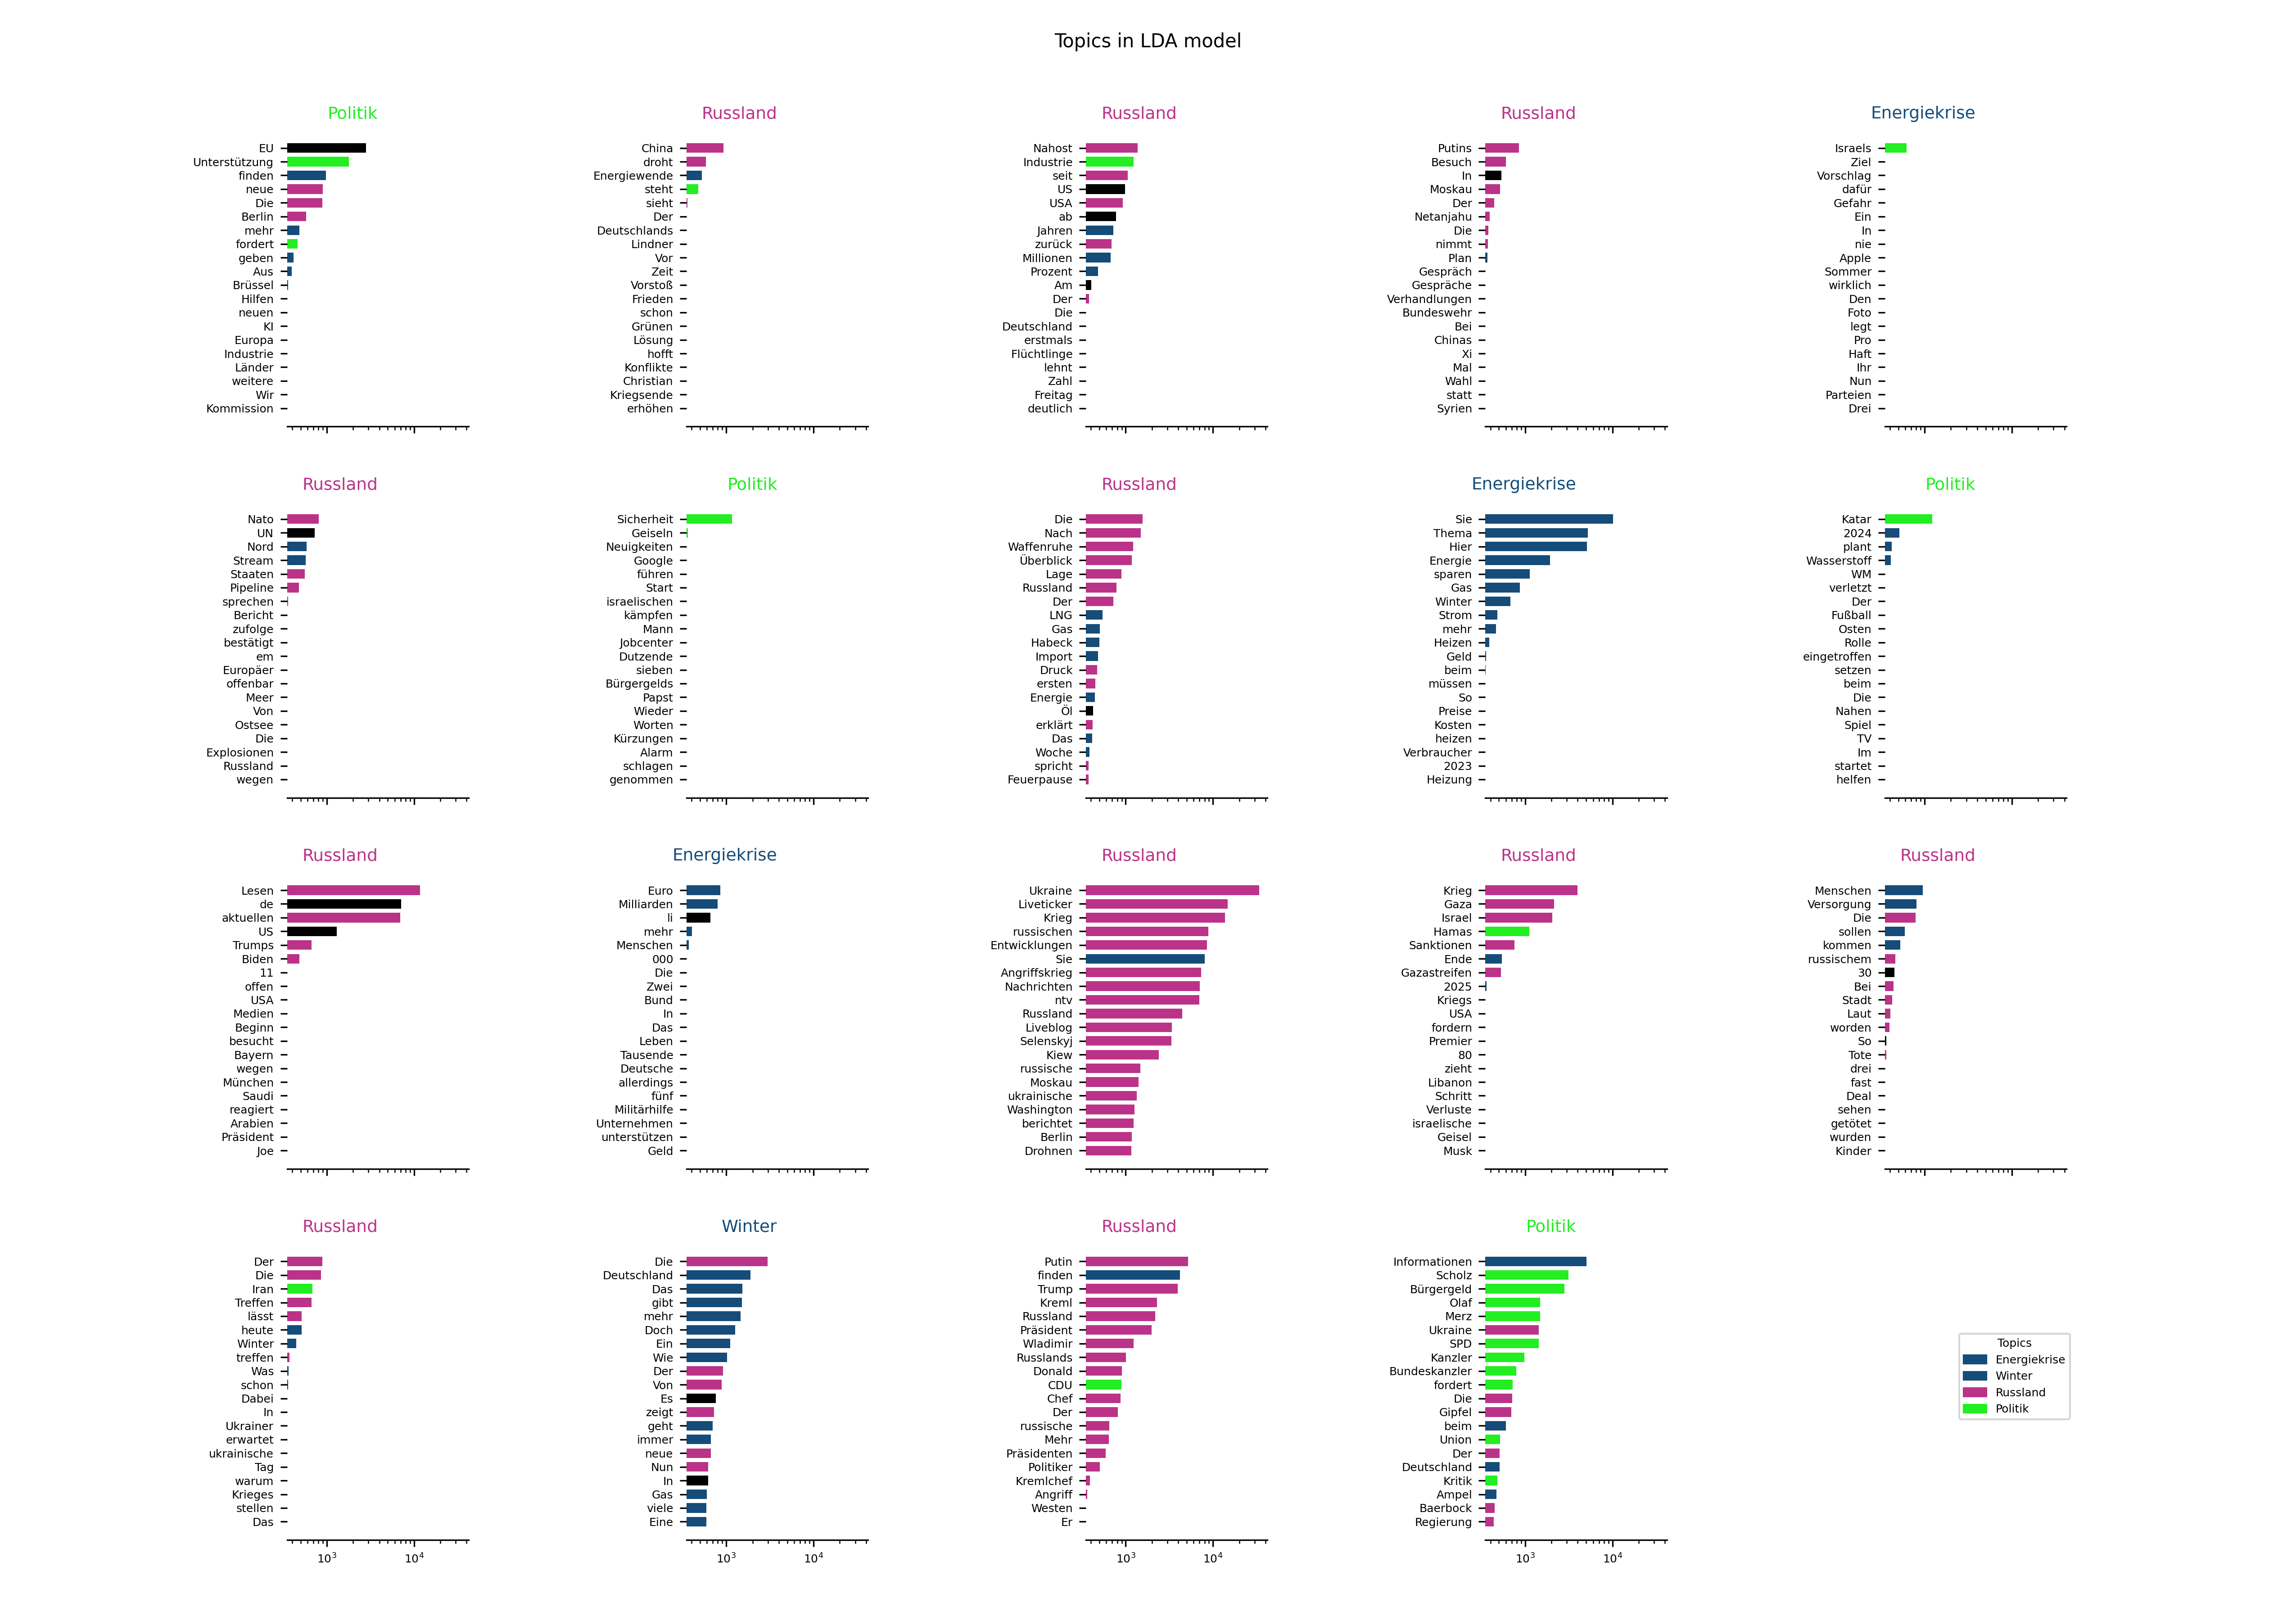 Topics in LDA model
Politik
EU
Unterstützung
finden
neue
Die
Berlin
mehr
fordert
geben
Aus
Brüssel
Hilfen
neuen
KI
Europa
Industrie
Länder
weitere
Wir
Kommission
Russland
China
droht
Energiewende
steht
sieht
Der
Deutschlands
Lindner
Vor
Zeit
Vorstoß
Frieden
schon
Grünen
Lösung
hofft
Konflikte
Christian
Kriegsende
erhöhen
Russland
Nahost
Industrie
seit
US
USA
ab
Jahren
zurück
Millionen
Prozent
Am
Der
Die
Deutschland
erstmals
Flüchtlinge
lehnt
Zahl
Freitag
deutlich
Russland
Putins
Besuch
In
Moskau
Der
Netanjahu
Die
nimmt
Plan
Gespräch
Gespräche
Verhandlungen
Bundeswehr
Bei
Chinas
Xi
Mal
Wahl
statt
Syrien
Energiekrise
Israels
Ziel
Vorschlag
dafür
Gefahr
Ein
In
nie
Apple
Sommer
wirklich
Den
Foto
legt
Pro
Haft
Ihr
Nun
Parteien
Drei
Russland
Nato
UN
Nord
Stream
Staaten
Pipeline
sprechen
Bericht
zufolge
bestätigt
em
Europäer
offenbar
Meer
Von
Ostsee
Die
Explosionen
Russland
wegen
Politik
Sicherheit
Geiseln
Neuigkeiten
Google
führen
Start
israelischen
kämpfen
Mann
Jobcenter
Dutzende
sieben
Bürgergelds
Papst
Wieder
Worten
Kürzungen
Alarm
schlagen
genommen
Russland
Die
Nach
Waffenruhe
Überblick
Lage
Russland
Der
LNG
Gas
Habeck
Import
Druck
ersten
Energie
Öl
erklärt
Das
Woche
spricht
Feuerpause
Energiekrise
Sie
Thema
Hier
Energie
sparen
Gas
Winter
Strom
mehr
Heizen
Geld
beim
müssen
So
Preise
Kosten
heizen
Verbraucher
2023
Heizung
Politik
Katar
2024
plant
Wasserstoff
WM
verletzt
Der
Fußball
Osten
Rolle
eingetroffen
setzen
beim
Die
Nahen
Spiel
TV
Im
startet
helfen
Russland
Lesen
de
aktuellen
US
Trumps
Biden
11
offen
USA
Medien
Beginn
besucht
Bayern
wegen
München
Saudi
reagiert
Arabien
Präsident
Joe
Energiekrise
Euro
Milliarden
li
mehr
Menschen
000
Die
Zwei
Bund
In
Das
Leben
Tausende
Deutsche
allerdings
fünf
Militärhilfe
Unternehmen
unterstützen
Geld
Russland
Ukraine
Liveticker
Krieg
russischen
Entwicklungen
Sie
Angriffskrieg
Nachrichten
ntv
Russland
Liveblog
Selenskyj
Kiew
russische
Moskau
ukrainische
Washington
berichtet
Berlin
Drohnen
Russland
Krieg
Gaza
Israel
Hamas
Sanktionen
Ende
Gazastreifen
2025
Kriegs
USA
fordern
Premier
80
zieht
Libanon
Schritt
Verluste
israelische
Geisel
Musk
Russland
Menschen
Versorgung
Die
sollen
kommen
russischem
30
Bei
Stadt
Laut
worden
So
Tote
drei
fast
Deal
sehen
getötet
wurden
Kinder
Russland
Der
Die
Iran
Treffen
lässt
heute
Winter
treffen
Was
schon
Dabei
In
Ukrainer
erwartet
ukrainische
Tag
warum
Krieges
stellen
Das
10³ 10⁴
Winter
Die
Deutschland
Das
gibt
mehr
Doch
Ein
Wie
Der
Von
Es
zeigt
geht
immer
neue
Nun
In
Gas
viele
Eine
10³ 10⁴
Russland
Putin
finden
Trump
Kreml
Russland
Präsident
Wladimir
Russlands
Donald
CDU
Chef
Der
russische
Mehr
Präsidenten
Politiker
Kremlchef
Angriff
Westen
Er
10³ 10⁴
Politik
Informationen
Scholz
Bürgergeld
Olaf
Merz
Ukraine
SPD
Kanzler
Bundeskanzler
fordert
Die
Gipfel
beim
Union
Der
Deutschland
Kritik
Ampel
Baerbock
Regierung
10³ 10⁴
Topics
Energiekrise
Winter
Russland
Politik